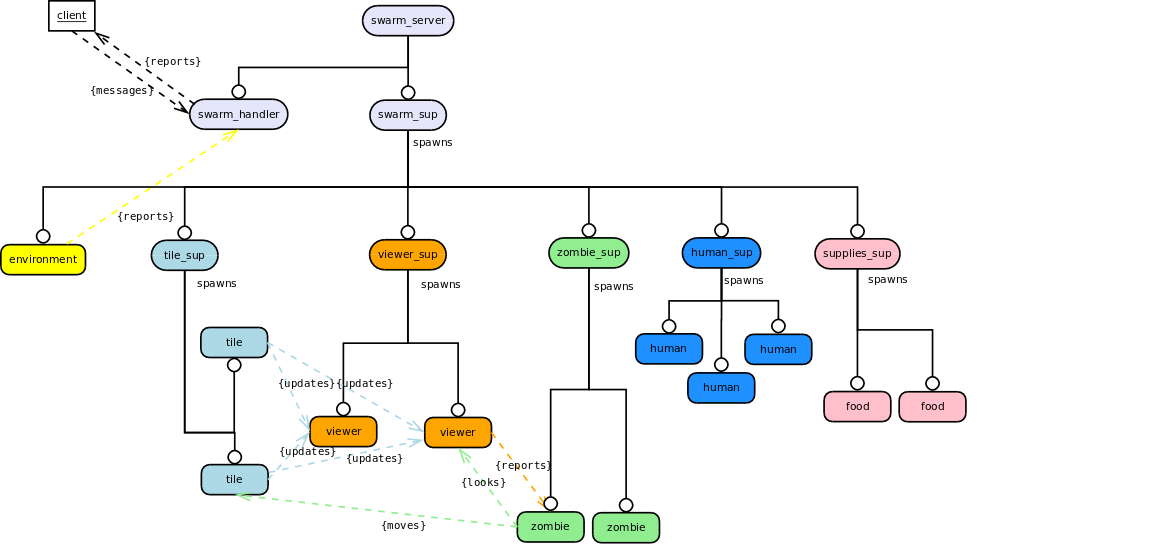 client
swarm_server
{reports}
{messages}
swarm_handler
swarm_sup
spawns
{reports}
environment
tile_sup
viewer_sup
zombie_sup
human_sup
supplies_sup
spawns
spawns
spawns
spawns
spawns
tile
human
human
human
{updates}
{updates}
food
food
viewer
viewer
{updates}
{updates}
{reports}
tile
{looks}
{moves}
zombie
zombie